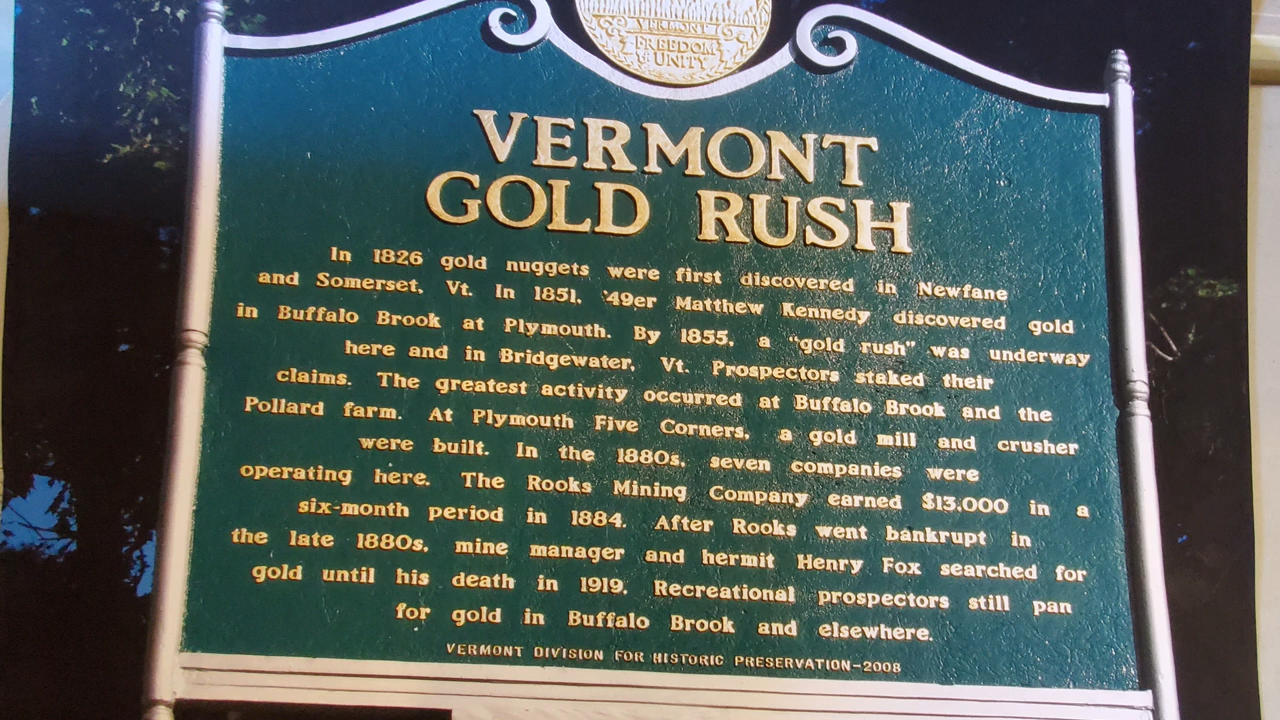 VERMONT
FREEDOM
& UNITY
VERMONT
GOLD RUSH
In 1826 gold nuggets were first discovered in Newfane
and Somerset, Vt. In 1851, '49er Matthew Kennedy discovered gold
in Buffalo Brook at Plymouth. By 1855, a “gold rush” was underway
here and in Bridgewater, Vt. Prospectors staked their
claims. The greatest activity occurred at Buffalo Brook and the
Pollard farm. At Plymouth Five Corners, a gold mill and crusher
were built. In the 1880s, seven companies were
operating here. The Rooks Mining Company earned $13,000 in a
six-month period in 1884. After Rooks went bankrupt in
the late 1880s, mine manager and hermit Henry Fox searched for
gold until his death in 1919. Recreational prospectors still pan
for gold in Buffalo Brook and elsewhere.
VERMONT DIVISION FOR HISTORIC PRESERVATION-2008